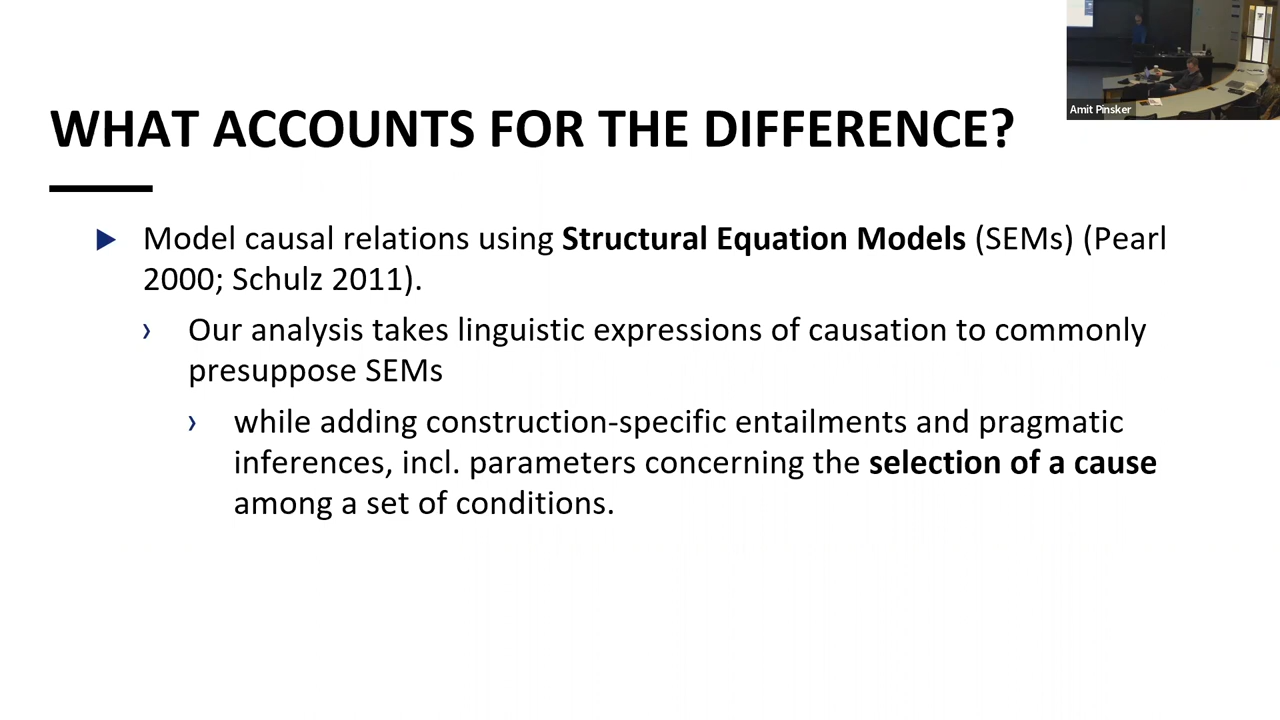 WHAT ACCOUNTS FOR THE DIFFERENCE?
Model causal relations using Structural Equation Models (SEMs) (Pearl
2000; Schulz 2011).
Our analysis takes linguistic expressions of causation to commonly
presuppose SEMs
while adding construction-specific entailments and pragmatic
inferences, incl. parameters concerning the selection of a cause
among a set of conditions.
Amit Pinsker